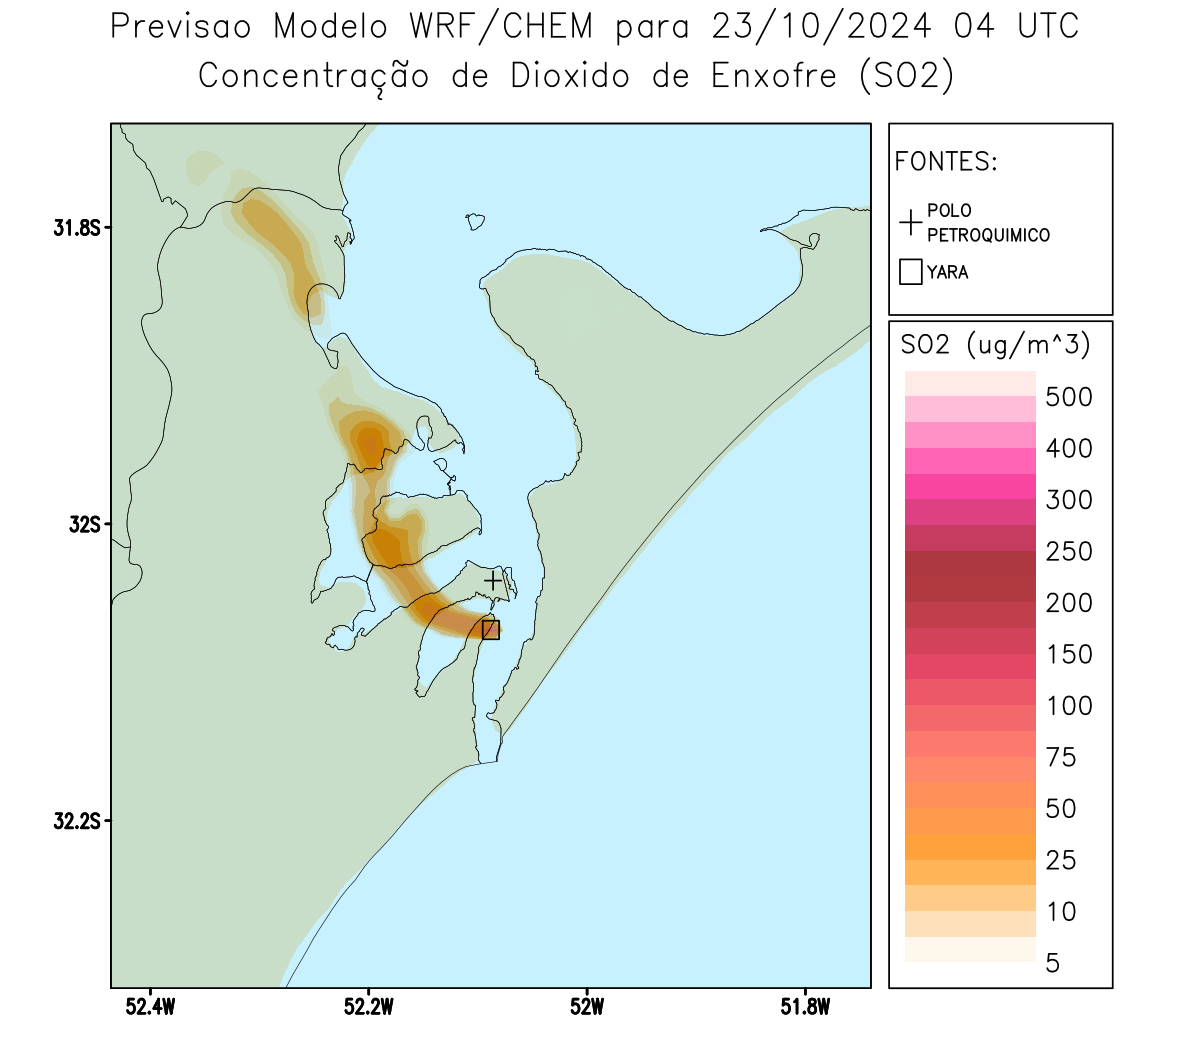 Previsao Modelo WRF/CHEM para 23/10/2024 04 UTC
Concentração de Dioxido de Enxofre (SO2)
FONTES:
POLO
PETROQUIMICO
YARA
SO2 (ug/m^3)
500
400
300
250
200
150
100
75
50
25
10
5
31.8S
32S
32.2S
52.4W
52.2W
52W
51.8W